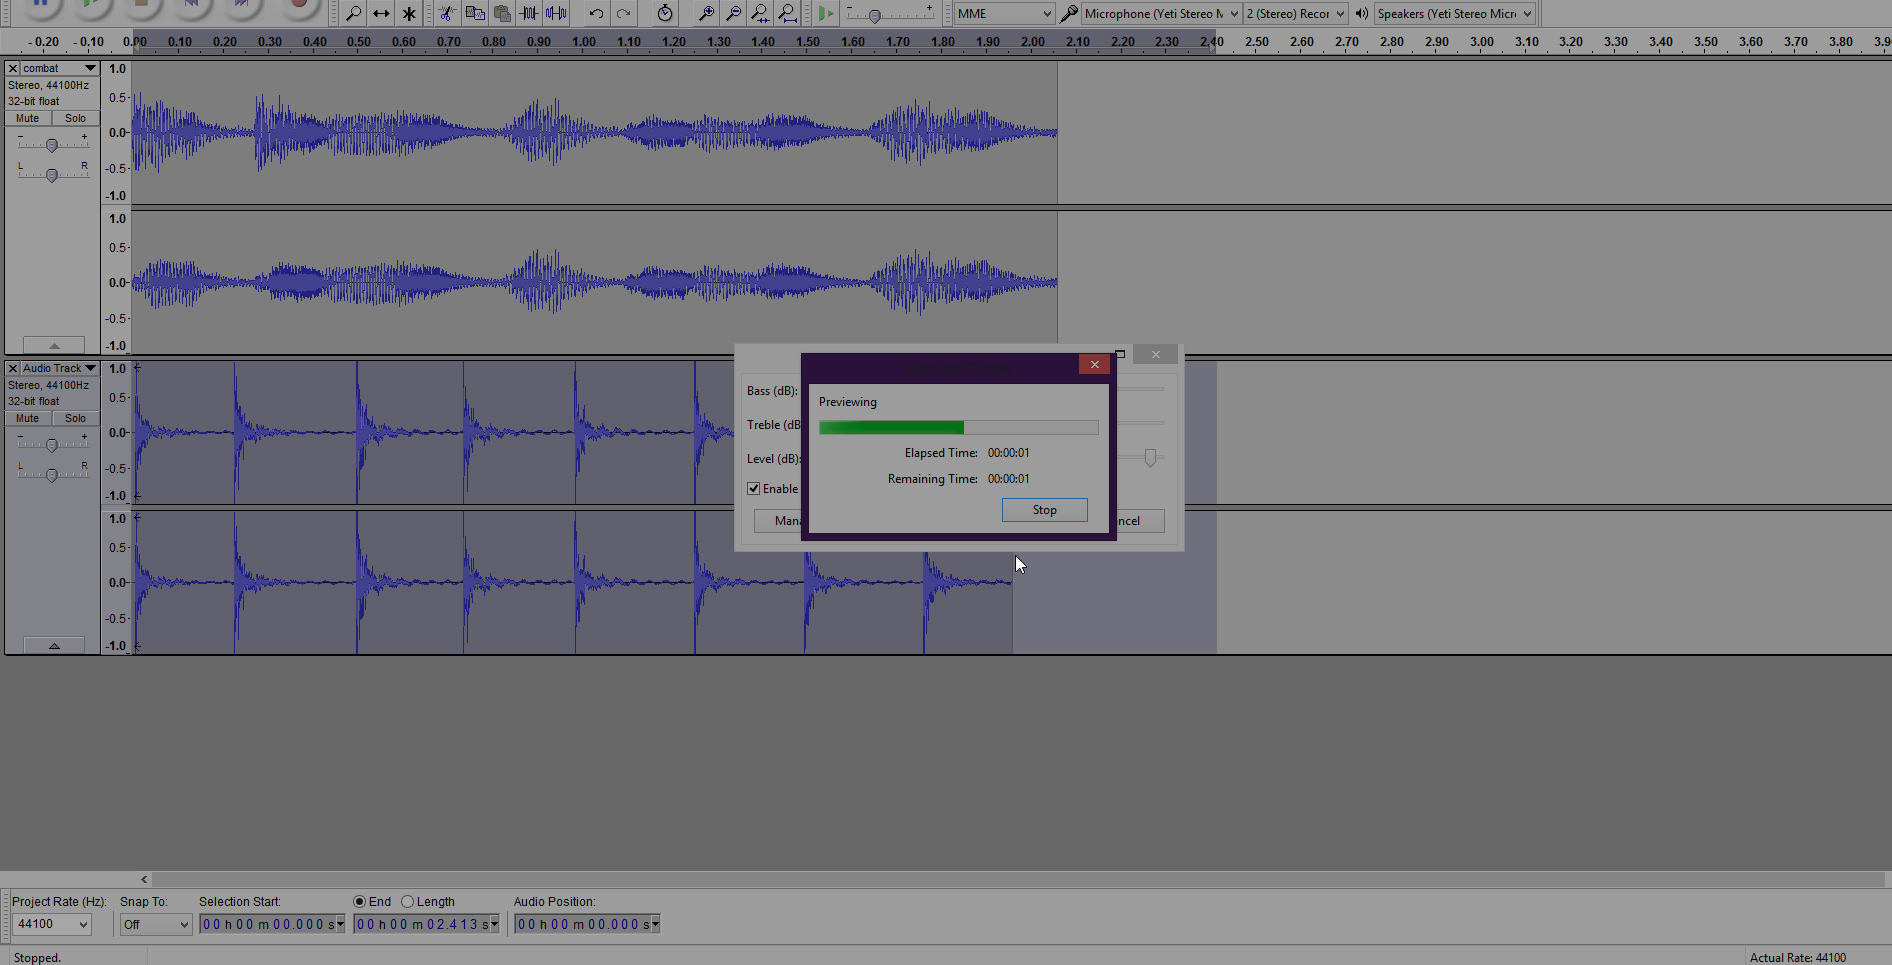 MME Microphone (Yeti Stereo M 2 (Stereo) Recor Speakers (Yeti Stereo Micro
- 0.20 - 0.10 0.00 0.10 0.20 0.30 0.40 0.50 0.60 0.70 0.80 0.90 1.00 1.10 1.20 1.30 1.40 1.50 1.60 1.70 1.80 1.90 2.00 2.10 2.20 2.30 2.40 2.50 2.60 2.70 2.80 2.90 3.00 3.10 3.20 3.30 3.40 3.50 3.60 3.70 3.80 3.9
combat 1.0
Stereo, 44100Hz
32-bit float 0.5
Mute Solo
- + 0.0
L R -0.5
-1.0
1.0
0.5
0.0
-0.5
-1.0
Audio Track 1.0
Stereo, 44100Hz
32-bit float 0.5
Mute Solo
- + 0.0
L R -0.5
-1.0
1.0
0.5
0.0
-0.5
-1.0
Bass (dB):
Treble (dB
Level (dB):
Enable
Mana
ncel
Previewing
Elapsed Time: 00:00:01
Remaining Time: 00:00:01
Stop
Project Rate (Hz): Snap To: Selection Start: End Length Audio Position:
44100 Off 00 h 00 m 00.000 s 00 h 00 m 02.413 s 00 h 00 m 00.000 s
Stopped. Actual Rate: 44100